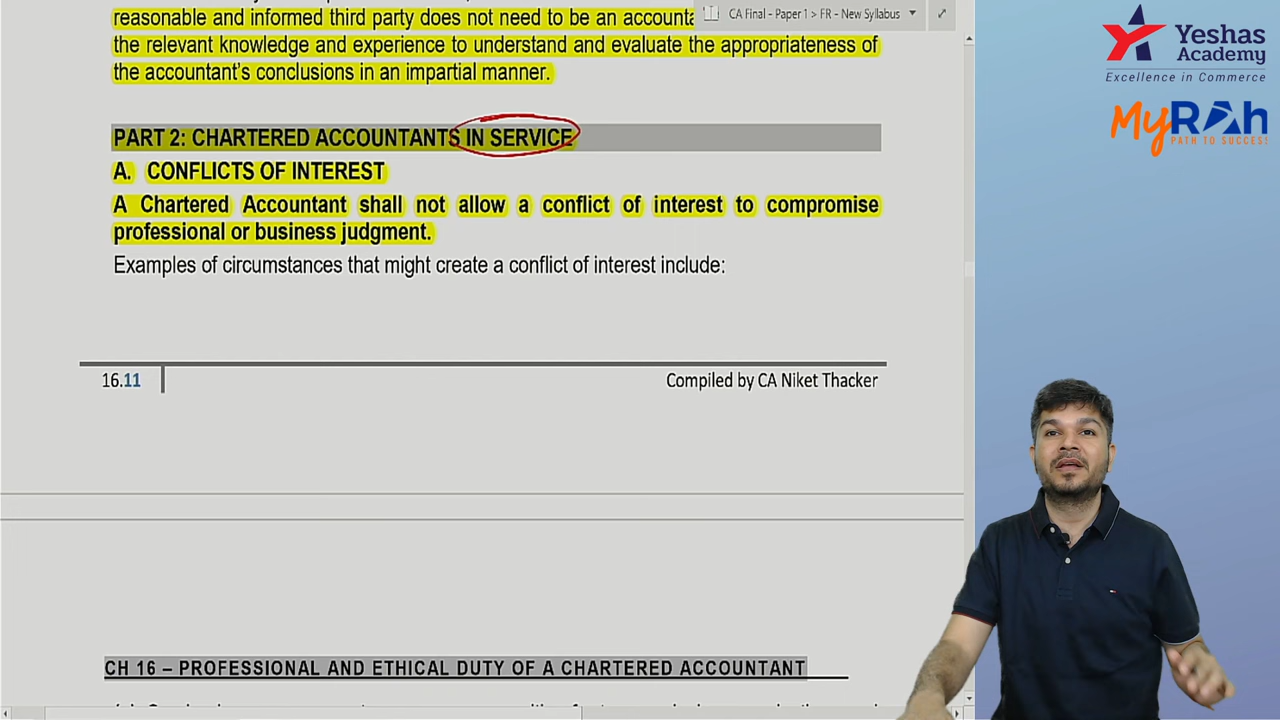 reasonable and informed third party does not need to be an
the relevant knowledge and experience to understand and evaluate the appropriateness of
the accountant's conclusions in an impartial manner.
CA Final - Paper 1 > FR - New Syllabus
PART 2: CHARTERED ACCOUNTANTS IN SERVICE
A. CONFLICTS OF INTEREST
A Chartered Accountant shall not allow a conflict of interest to compromise
professional or business judgment.
Examples of circumstances that might create a conflict of interest include:
16.11
Compiled by CA Niket Thacker
CH 16 – PROFESSIONAL AND ETHICAL DUTY OF A CHARTERED ACCOUNTANT
Yeshas
Academy
Excellence in Commerce
MyRAh
PATH TO SUCCESS